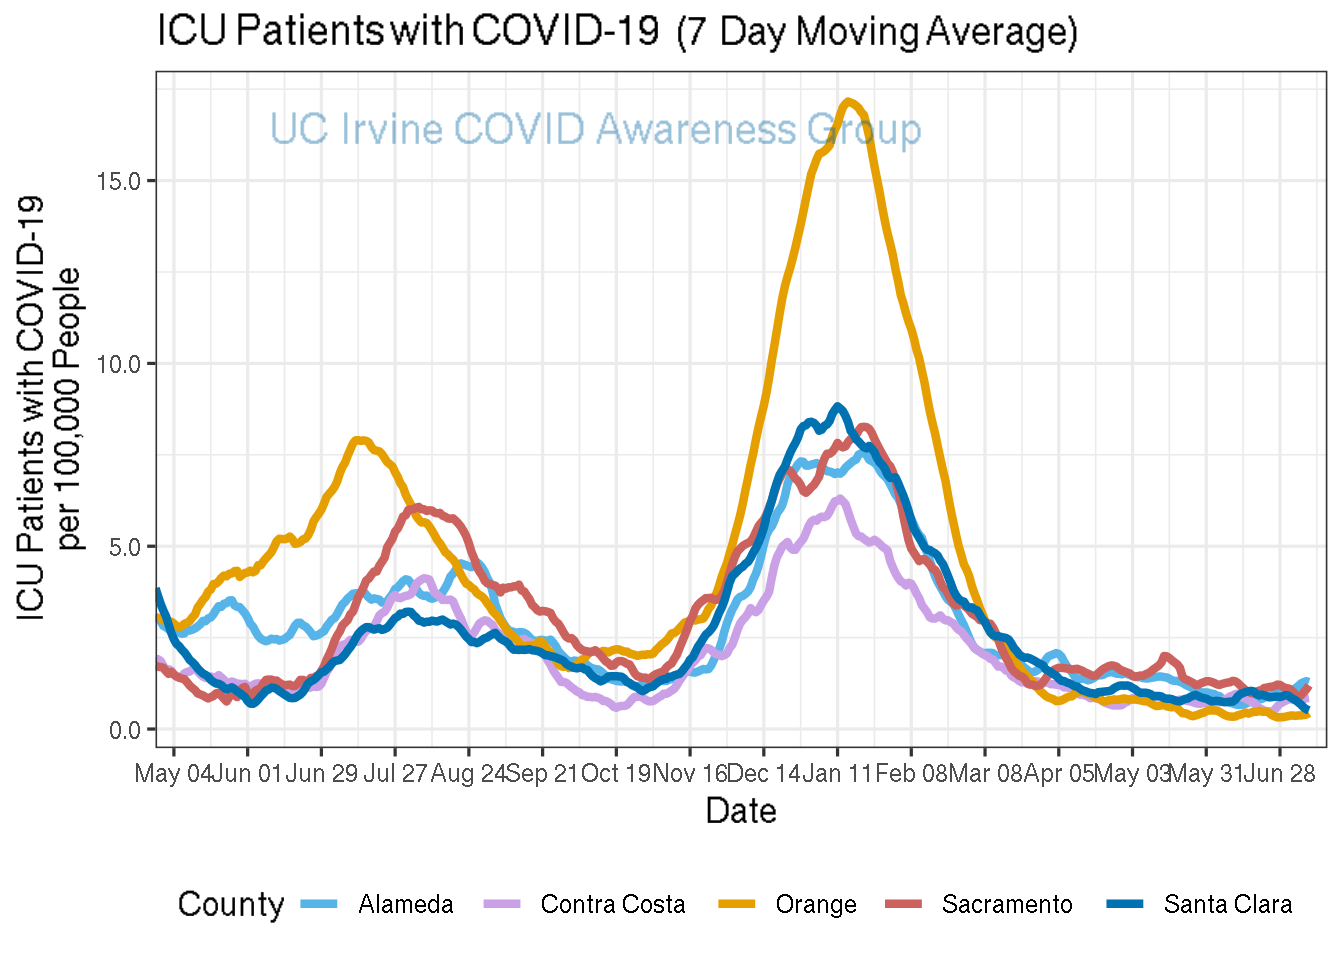 ICU Patients with COVID-19 (7 Day Moving Average)
UC Irvine COVID Awareness Group
ICU Patients with COVID-19
per 100,000 People
15.0
10.0
5.0
0.0
May 04 Jun 01 Jun 29 Jul 27 Aug 24 Sep 21 Oct 19 Nov 16 Dec 14 Jan 11 Feb 08 Mar 08 Apr 05 May 03 May 31 Jun 28
Date
County Alameda Contra Costa Orange Sacramento Santa Clara